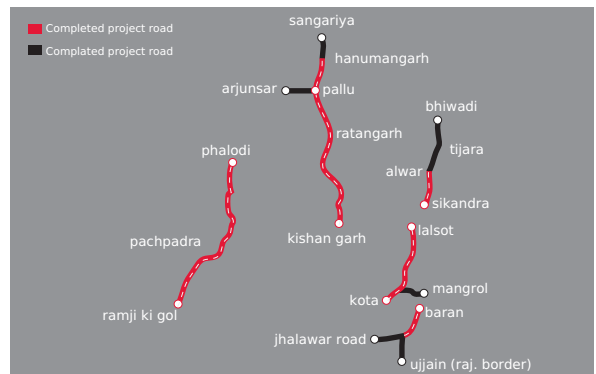 sangariya
Completed project road
Complated project road
hanumangarh
arjunsar
pallu
bhiwadi
ratangarh
tijara
phalodi
alwar
sikandra
lalsot
kishan garh
pachpadra
mangrol
kota
ramji ki gol
baran
jhalawar road
ujjain (raj. border)